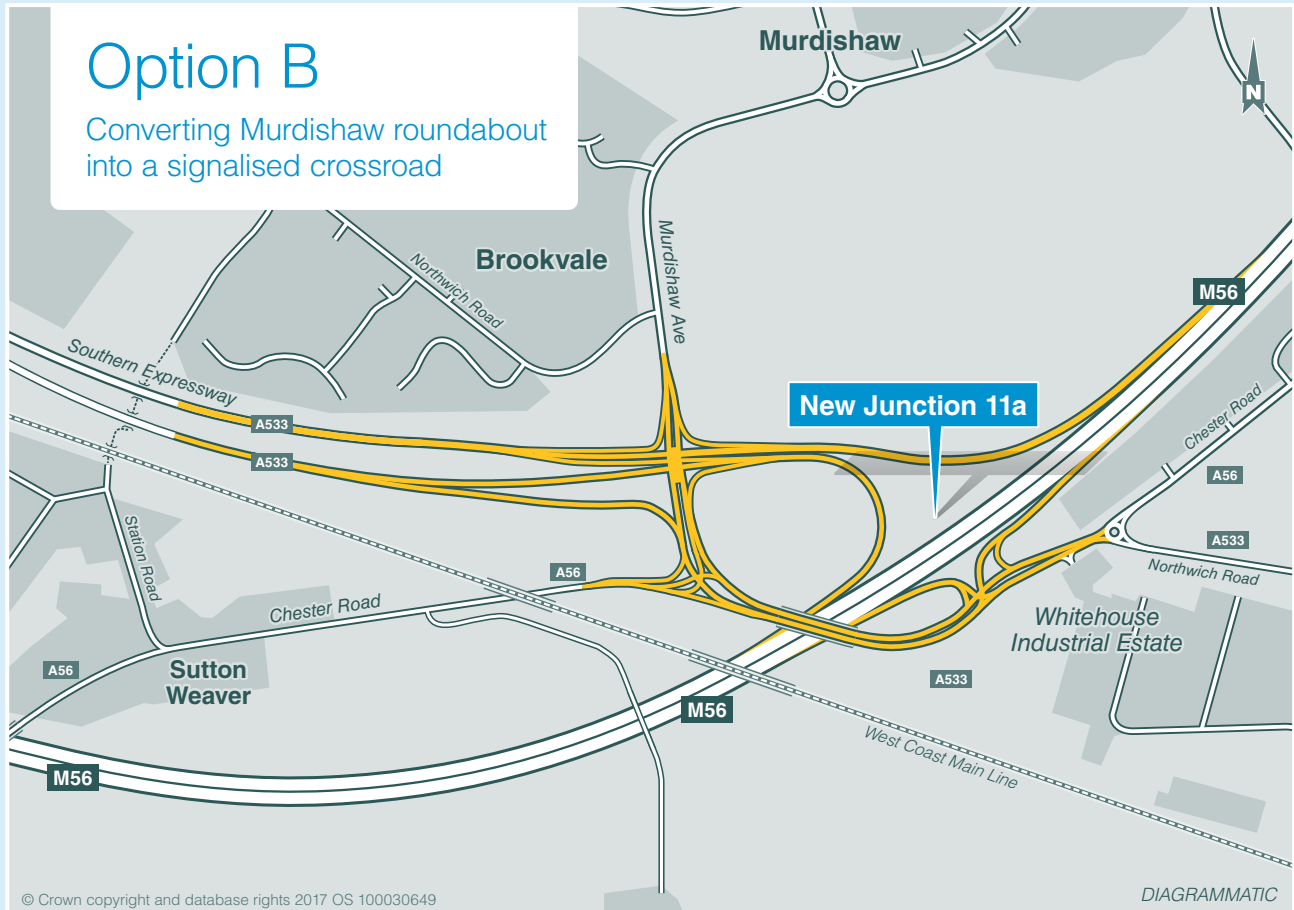 Option B
Converting Murdishaw roundabout
into a signalised crossroad
Murdishaw
N
Murdishaw Ave
Brookvale
Northwich Road
M56
Southern Expressway
A533
A533
New Junction 11a
Chester Road
A56
A533
Northwich Road
Station Road
A56
Chester Road
Whitehouse
Industrial Estate
A56
Sutton
Weaver
A533
M56
West Coast Main Line
M56
© Crown copyright and database rights 2017 OS 100030649
DIAGRAMMATIC